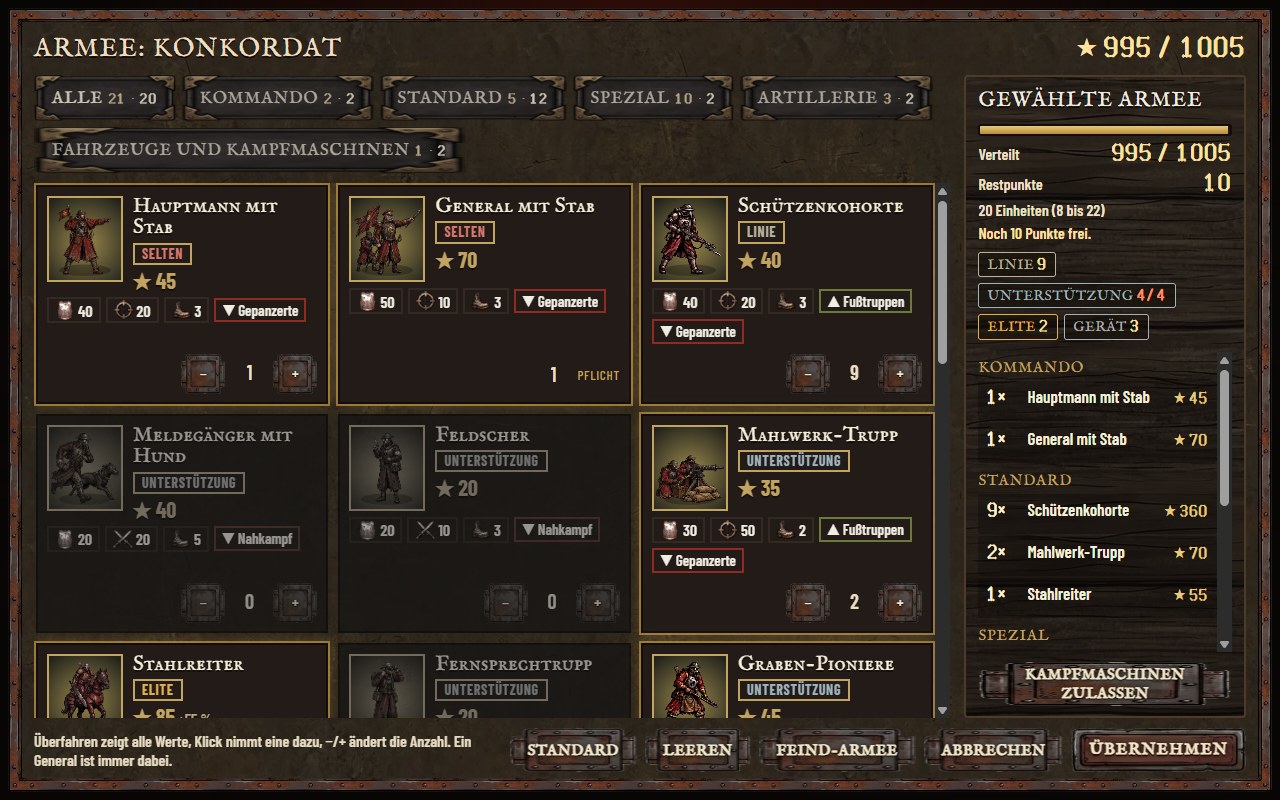 ARMEE: KONKORDAT
★ 995 / 1005
ALLE 21 · 20
KOMMANDO 2 · 2
STANDARD 5 · 12
SPEZIAL 10 · 2
ARTILLERIE 3 · 2
FAHRZEUGE UND KAMPFMASCHINEN 1 · 2
HAUPTMANN MIT
STAB
SELTEN
★ 45
40 20 3 ▼ Gepanzerte
− 1 +
GENERAL MIT STAB
SELTEN
★ 70
50 10 3 ▼ Gepanzerte
1 PFLICHT
SCHÜTZENKOHORTE
LINIE
★ 40
40 20 3 ▲ Fußtruppen
▼ Gepanzerte
− 9 +
MELDEGÄNGER MIT
HUND
UNTERSTÜTZUNG
★ 40
20 20 5 ▼ Nahkampf
− 0 +
FELDSCHER
UNTERSTÜTZUNG
★ 20
20 10 3 ▼ Nahkampf
− 0 +
MAHLWERK-TRUPP
UNTERSTÜTZUNG
★ 35
30 50 2 ▲ Fußtruppen
▼ Gepanzerte
− 2 +
STAHLREITER
ELITE
FERNSPRECHTRUPP
UNTERSTÜTZUNG
GRABEN-PIONIERE
UNTERSTÜTZUNG
GEWÄHLTE ARMEE
Verteilt 995 / 1005
Restpunkte 10
20 Einheiten (8 bis 22)
Noch 10 Punkte frei.
LINIE 9
UNTERSTÜTZUNG 4/4
ELITE 2 GERÄT 3
KOMMANDO
1× Hauptmann mit Stab ★ 45
1× General mit Stab ★ 70
STANDARD
9× Schützenkohorte ★ 360
2× Mahlwerk-Trupp ★ 70
1× Stahlreiter ★ 55
SPEZIAL
KAMPFMASCHINEN
ZULASSEN
Überfahren zeigt alle Werte, Klick nimmt eine dazu, −/+ ändert die Anzahl. Ein
General ist immer dabei.
STANDARD
LEEREN
FEIND-ARMEE
ABBRECHEN
ÜBERNEHMEN